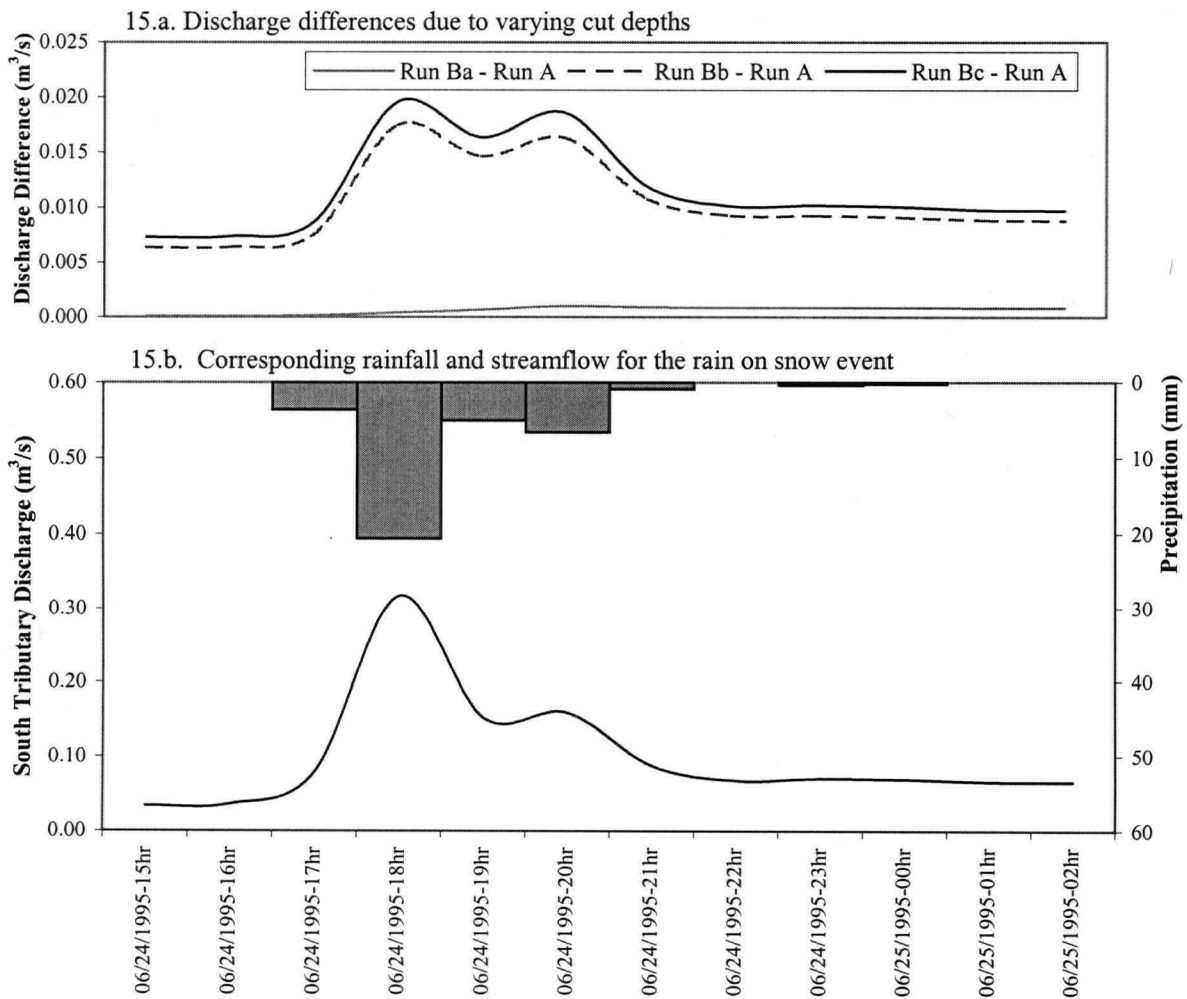 15.a. Discharge differences due to varying cut depths
Discharge Difference (m³/s)
0.025
0.020
0.015
0.010
0.005
0.000
Run Ba - Run A
Run Bb - Run A
Run Bc - Run A
15.b. Corresponding rainfall and streamflow for the rain on snow event
South Tributary Discharge (m³/s)
0.60
0.50
0.40
0.30
0.20
0.10
0.00
0
10
20
30
40
50
60
Precipitation (mm)
06/24/1995-15hr
06/24/1995-16hr
06/24/1995-17hr
06/24/1995-18hr
06/24/1995-19hr
06/24/1995-20hr
06/24/1995-21hr
06/24/1995-22hr
06/24/1995-23hr
06/25/1995-00hr
06/25/1995-01hr
06/25/1995-02hr